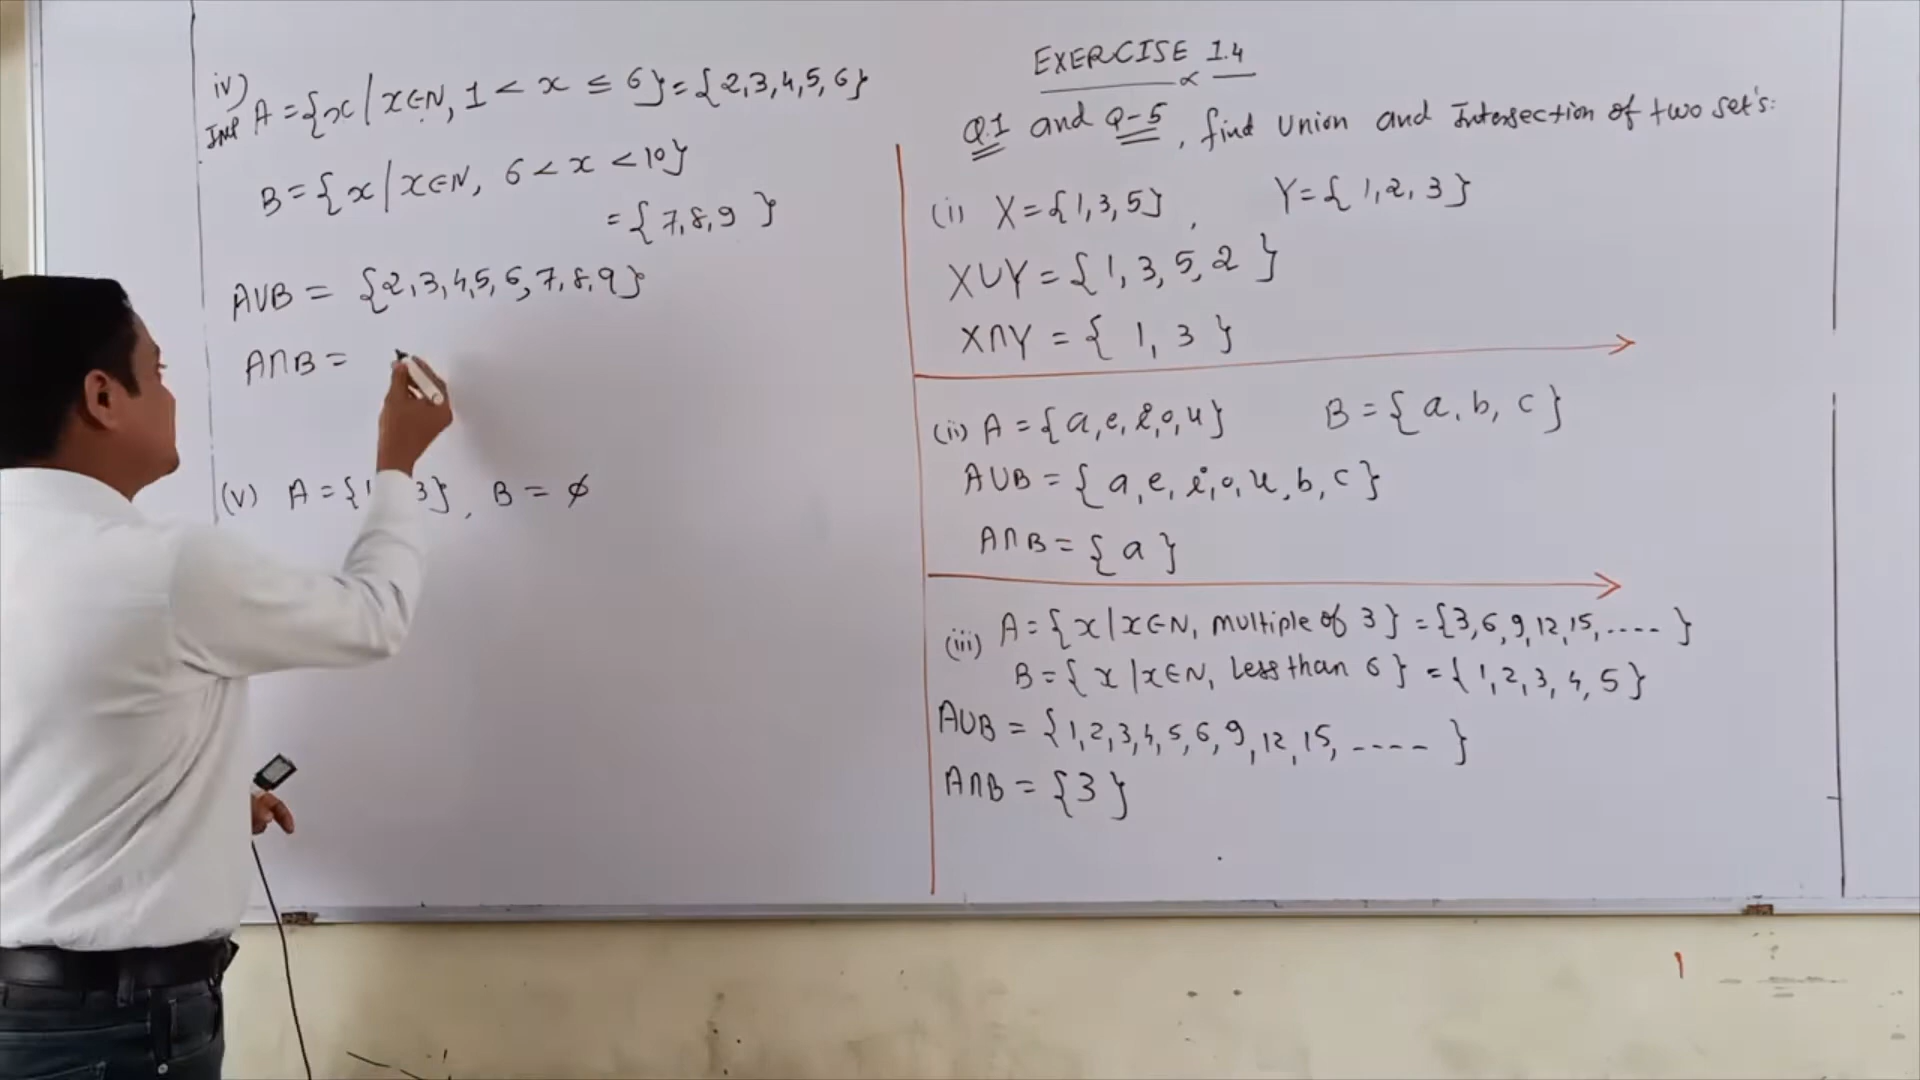 iv) A = {x / x∈N, 1 < x ≤ 6} = {2,3,4,5,6}
Imp
B = {x / x∈N, 6 < x < 10}
= {7,8,9 }
A∪B = {2,3,4,5,6,7,8,9}
A∩B =
(v) A = {1 3}, B = ϕ
EXERCISE 1.4
Q.1 and Q-5, find Union and Intersection of two set's:
(i) X = {1,3,5}, Y = { 1,2,3}
X∪Y = { 1, 3, 5, 2 }
X∩Y = { 1, 3 }
(ii) A = {a,e,i,o,u} B = { a, b, c }
A∪B = { a,e,i,o,u,b,c}
A∩B = { a }
(iii) A = { x / x∈N, multiple of 3 } = {3,6,9,12,15,---- }
B = { x / x∈N, Less than 6 } = { 1,2,3,4,5}
A∪B = {1,2,3,4,5,6,9,12,15, ---- }
A∩B = {3}